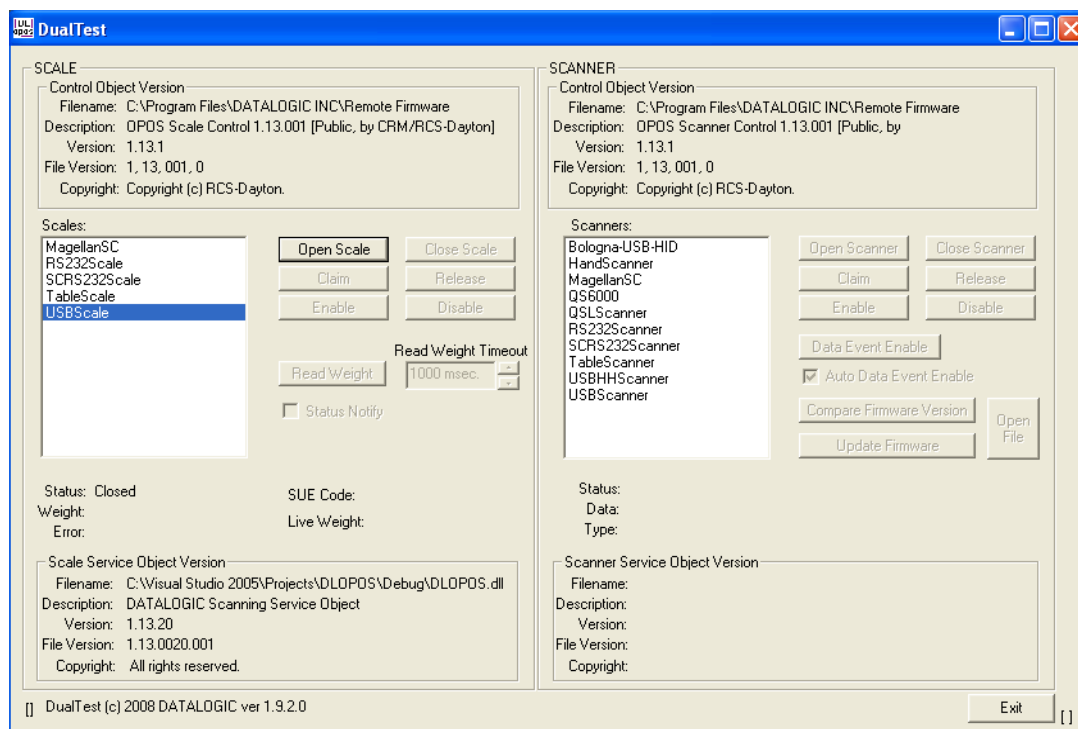 UL
opos
DualTest
SCALE
Control Object Version
Filename: C:\Program Files\DATALOGIC INC\Remote Firmware
Description: OPOS Scale Control 1.13.001 [Public, by CRM/RCS-Dayton]
Version: 1.13.1
File Version: 1, 13, 001, 0
Copyright: Copyright (c) RCS-Dayton.
Scales:
MagellanSC
RS232Scale
SCRS232Scale
TableScale
USBScale
Open Scale
Close Scale
Claim
Release
Enable
Disable
Read Weight Timeout
Read Weight
1000 msec.
Status Notify
Status: Closed
Weight:
Error:
SUE Code:
Live Weight:
Scale Service Object Version
Filename: C:\Visual Studio 2005\Projects\DLOPOS\Debug\DLOPOS.dll
Description: DATALOGIC Scanning Service Object
Version: 1.13.20
File Version: 1.13.0020.001
Copyright: All rights reserved.
SCANNER
Control Object Version
Filename: C:\Program Files\DATALOGIC INC\Remote Firmware
Description: OPOS Scanner Control 1.13.001 [Public, by
Version: 1.13.1
File Version: 1, 13, 001, 0
Copyright: Copyright (c) RCS-Dayton.
Scanners:
Bologna-USB-HID
HandScanner
MagellanSC
QS6000
QSLScanner
RS232Scanner
SCRS232Scanner
TableScanner
USBHHScanner
USBScanner
Open Scanner
Close Scanner
Claim
Release
Enable
Disable
Data Event Enable
Auto Data Event Enable
Compare Firmware Version
Update Firmware
Open
File
Status:
Data:
Type:
Scanner Service Object Version
Filename:
Description:
Version:
File Version:
Copyright:
[] DualTest (c) 2008 DATALOGIC ver 1.9.2.0
Exit
[ ]